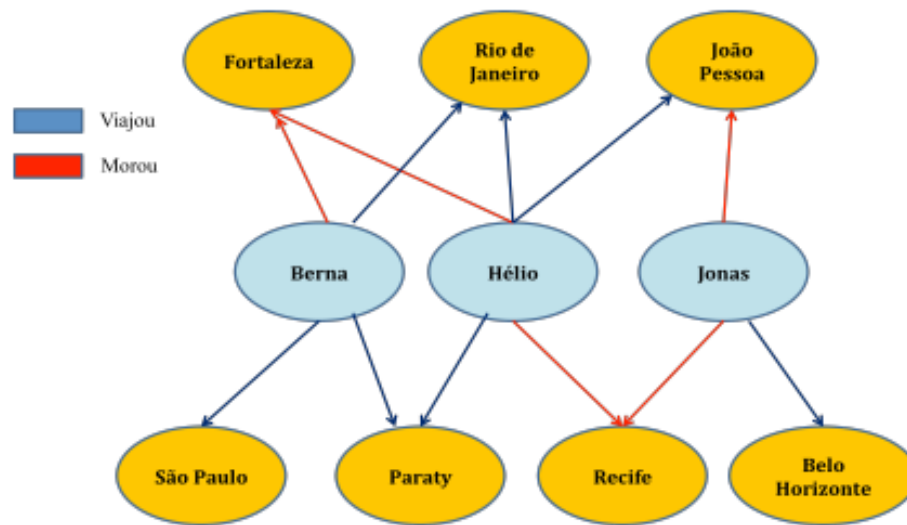 Fortaleza
Rio de
Janeiro
João
Pessoa
Viajou
Morou
Berna
Hélio
Jonas
São Paulo
Paraty
Recife
Belo
Horizonte